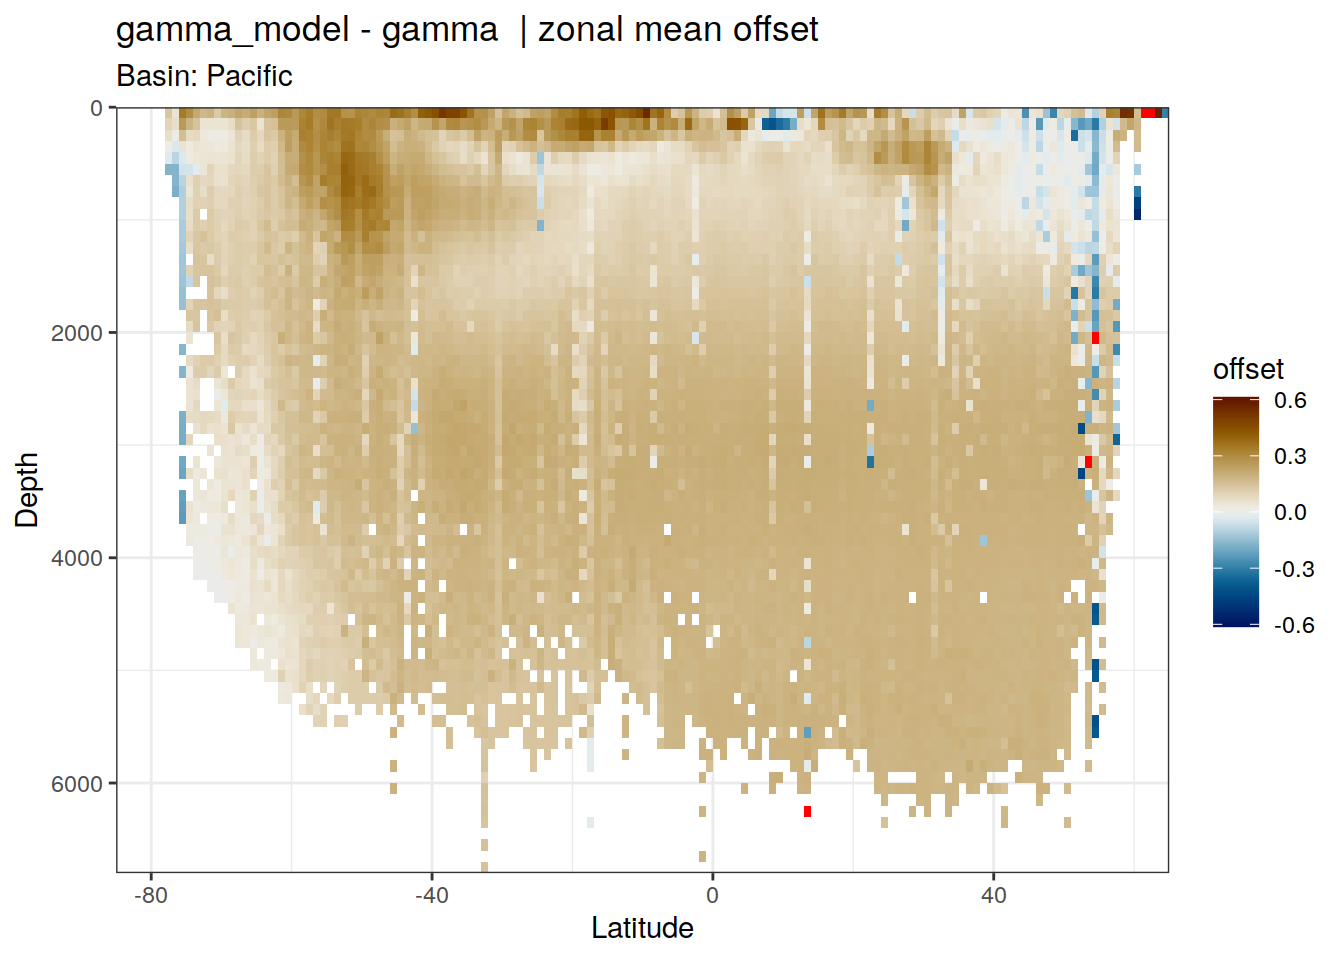 gamma_model - gamma  | zonal mean offset
Basin: Pacific
0
2000
4000
6000
Depth
-80
-40
0
40
Latitude
offset
0.6
0.3
0.0
-0.3
-0.6